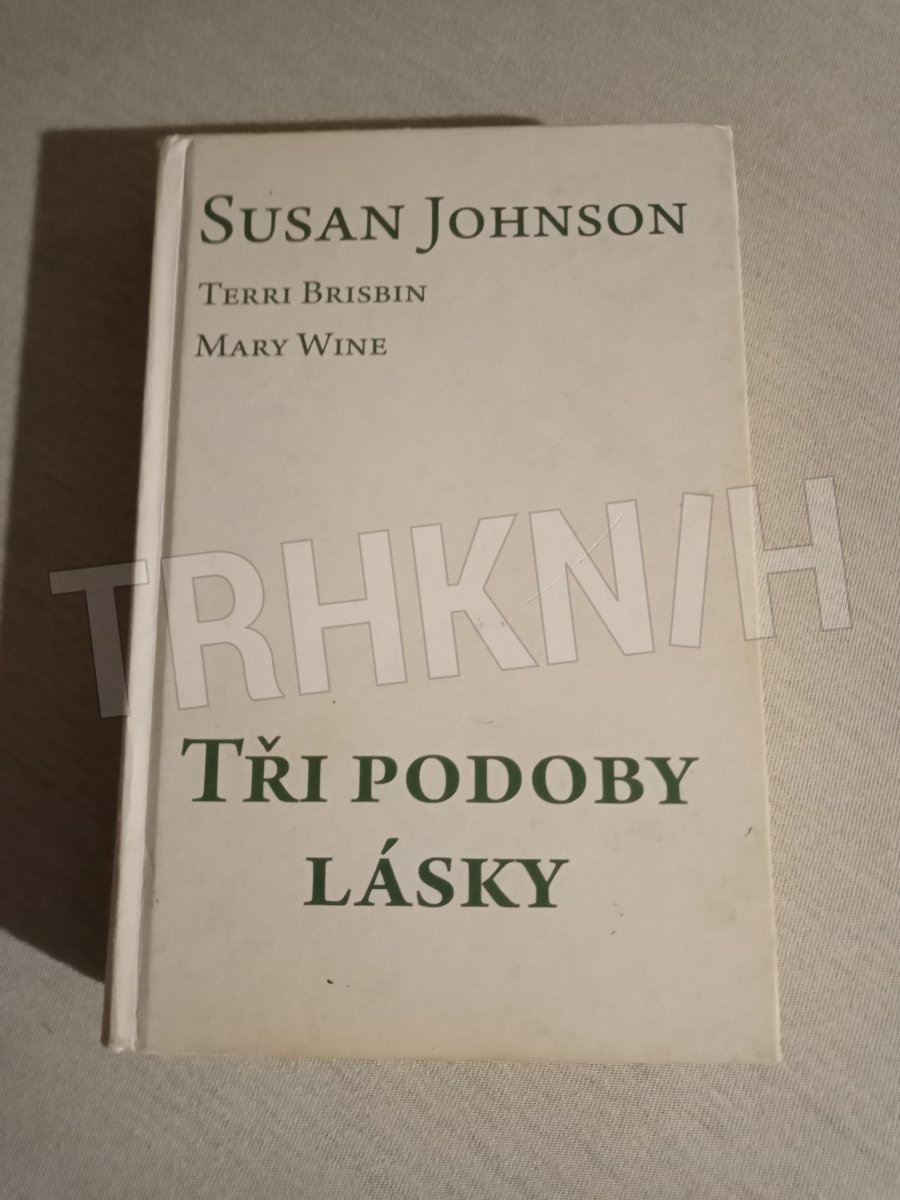 SUSAN JOHNSON
TERRI BRISBIN
MARY WINE
TRHKNIH
TŘI PODOBY
LÁSKY